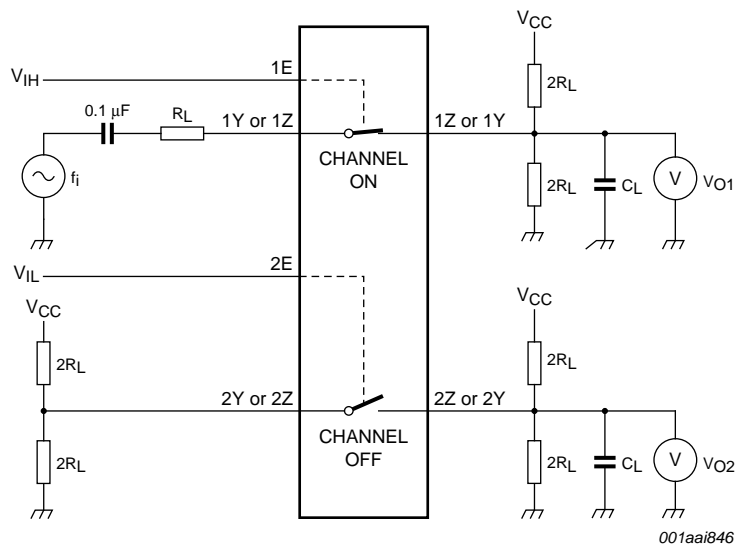 VCC
1E
VIH
2RL
0.1 μF
RL
1Y or 1Z
1Z or 1Y
CHANNEL
ON
fi
2RL
CL
V
VO1
2E
VIL
VCC
VCC
2RL
2RL
2Y or 2Z
2Z or 2Y
CHANNEL
OFF
2RL
2RL
CL
V
VO2
001aai846